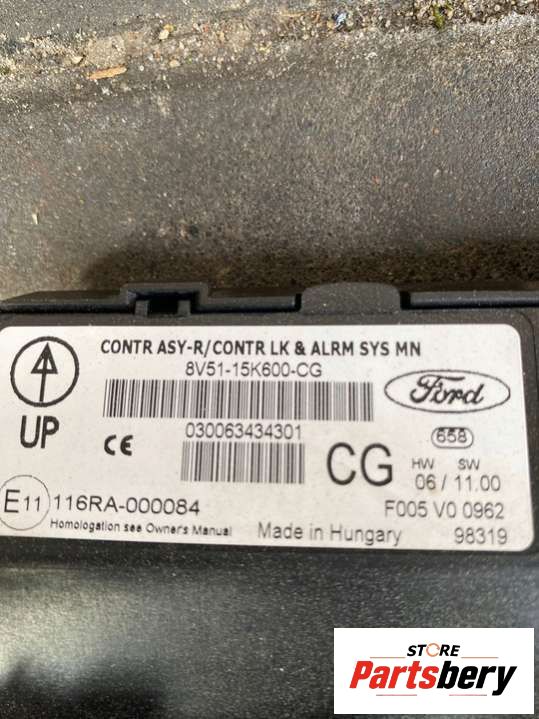 CONTR ASY-R/CONTR LK & ALRM SYS MN
8V51-15K600-CG
Ford
UP
CE
030063434301
CG
658
HW SW
06 / 11.00
E11 116RA-000084
F005 V0 0962
Homologation see Owner's Manual
Made in Hungary
98319
STORE
Partsbery